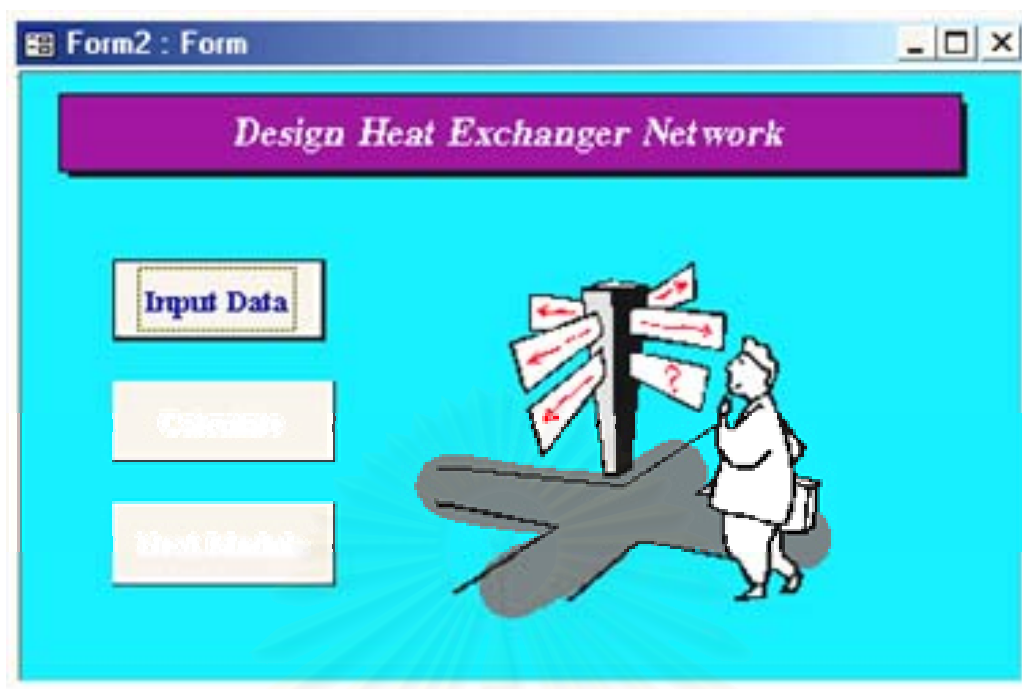 Form2 : Form
Design Heat Exchanger Network
Input Data
?